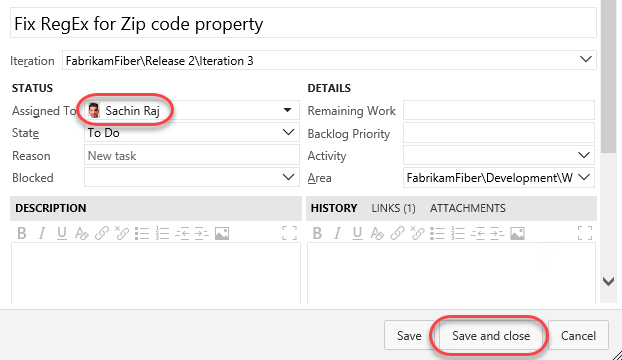 Fix RegEx for Zip code property
Iteration FabrikamFiber\Release 2\Iteration 3
STATUS DETAILS
Assigned To Sachin Raj Remaining Work
State To Do Backlog Priority
Reason New task Activity
Blocked Area FabrikamFiber\Development\W
DESCRIPTION HISTORY LINKS (1) ATTACHMENTS
B I U B I U
Save Save and close Cancel